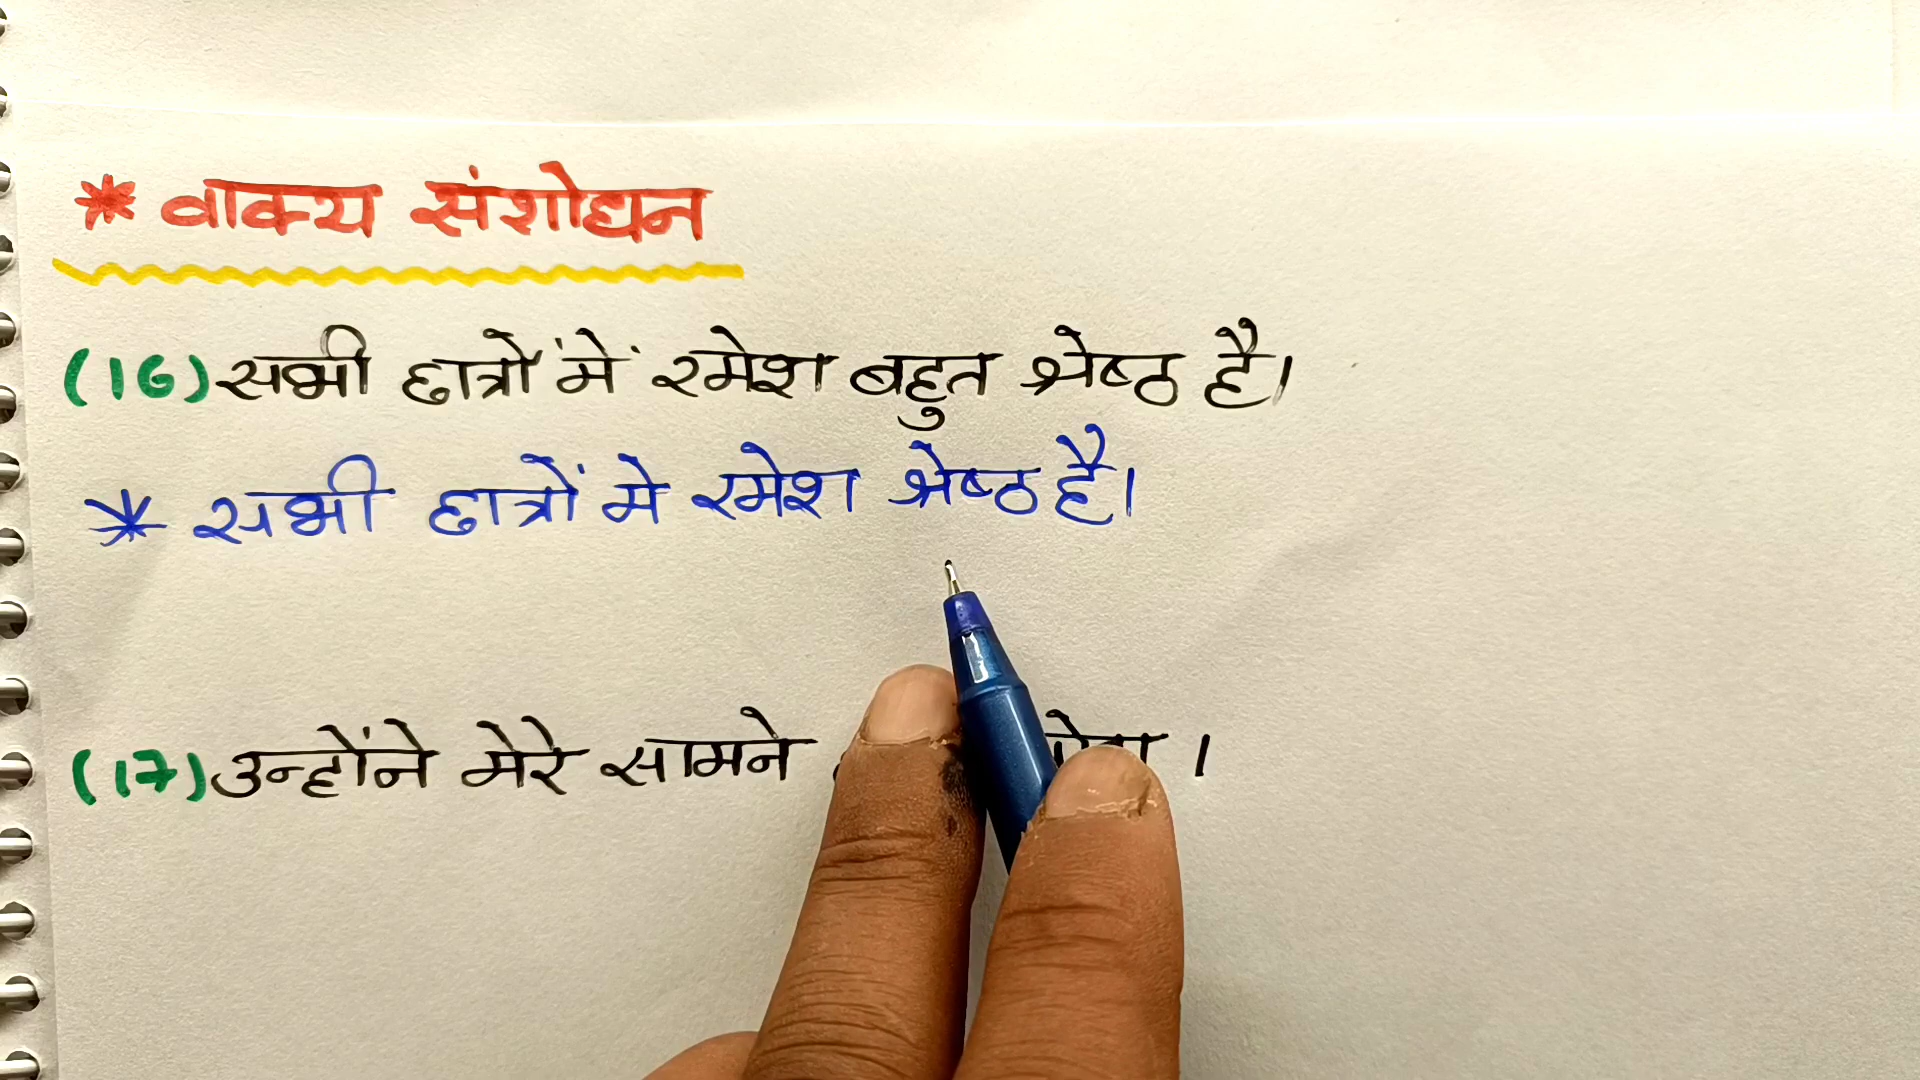 * वाक्य संशोधन
(16) सभी छात्रों में रमेश बहुत श्रेष्ठ है।
* सभी छात्रों मे रमेश श्रेष्ठ है।
(17) उन्होंने मेरे सामने ।